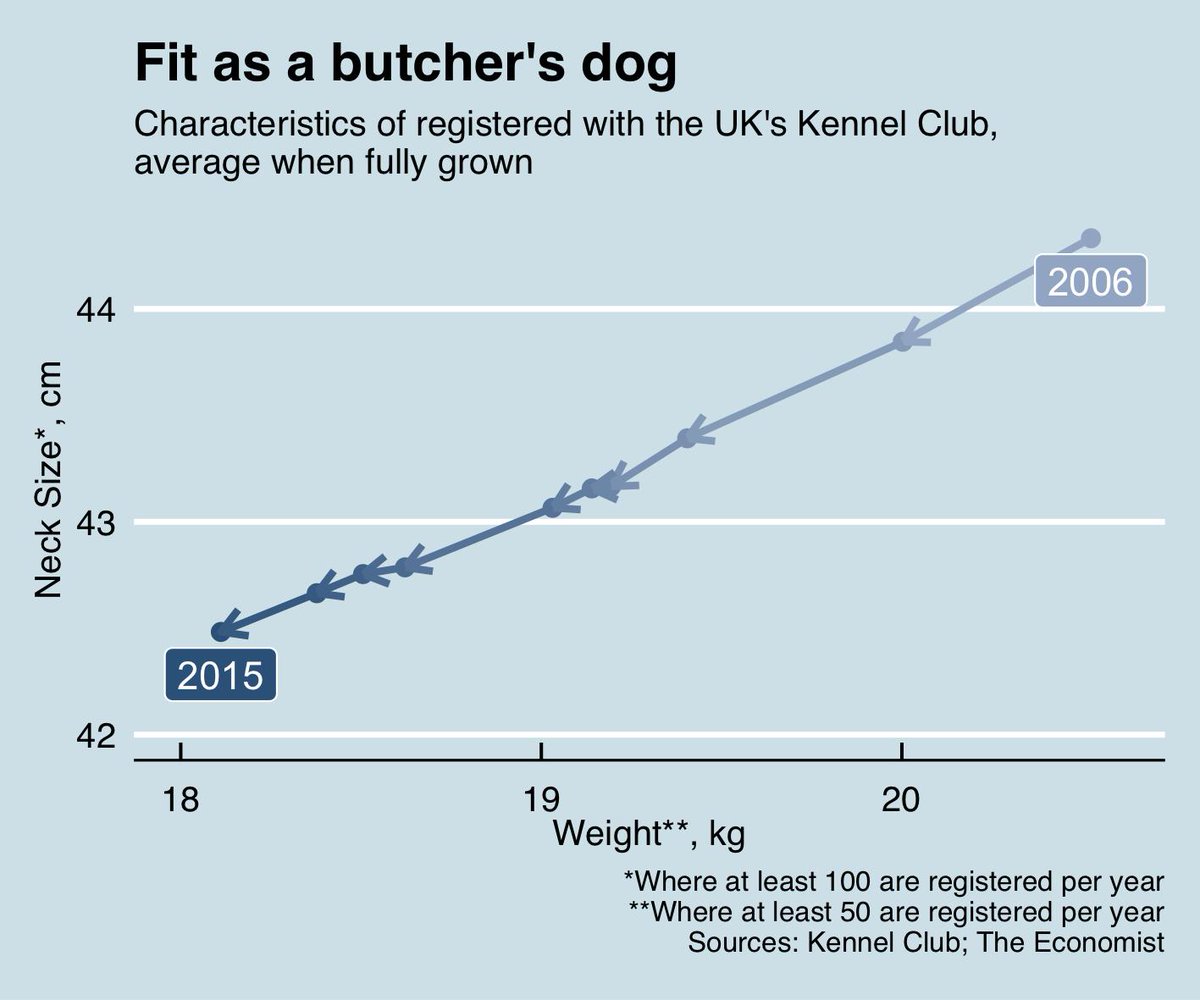 Fit as a butcher's dog
Characteristics of registered with the UK's Kennel Club,
average when fully grown
2006
44
Neck Size*, cm
43
2015
42
18
19
20
Weight**, kg
*Where at least 100 are registered per year
**Where at least 50 are registered per year
Sources: Kennel Club; The Economist